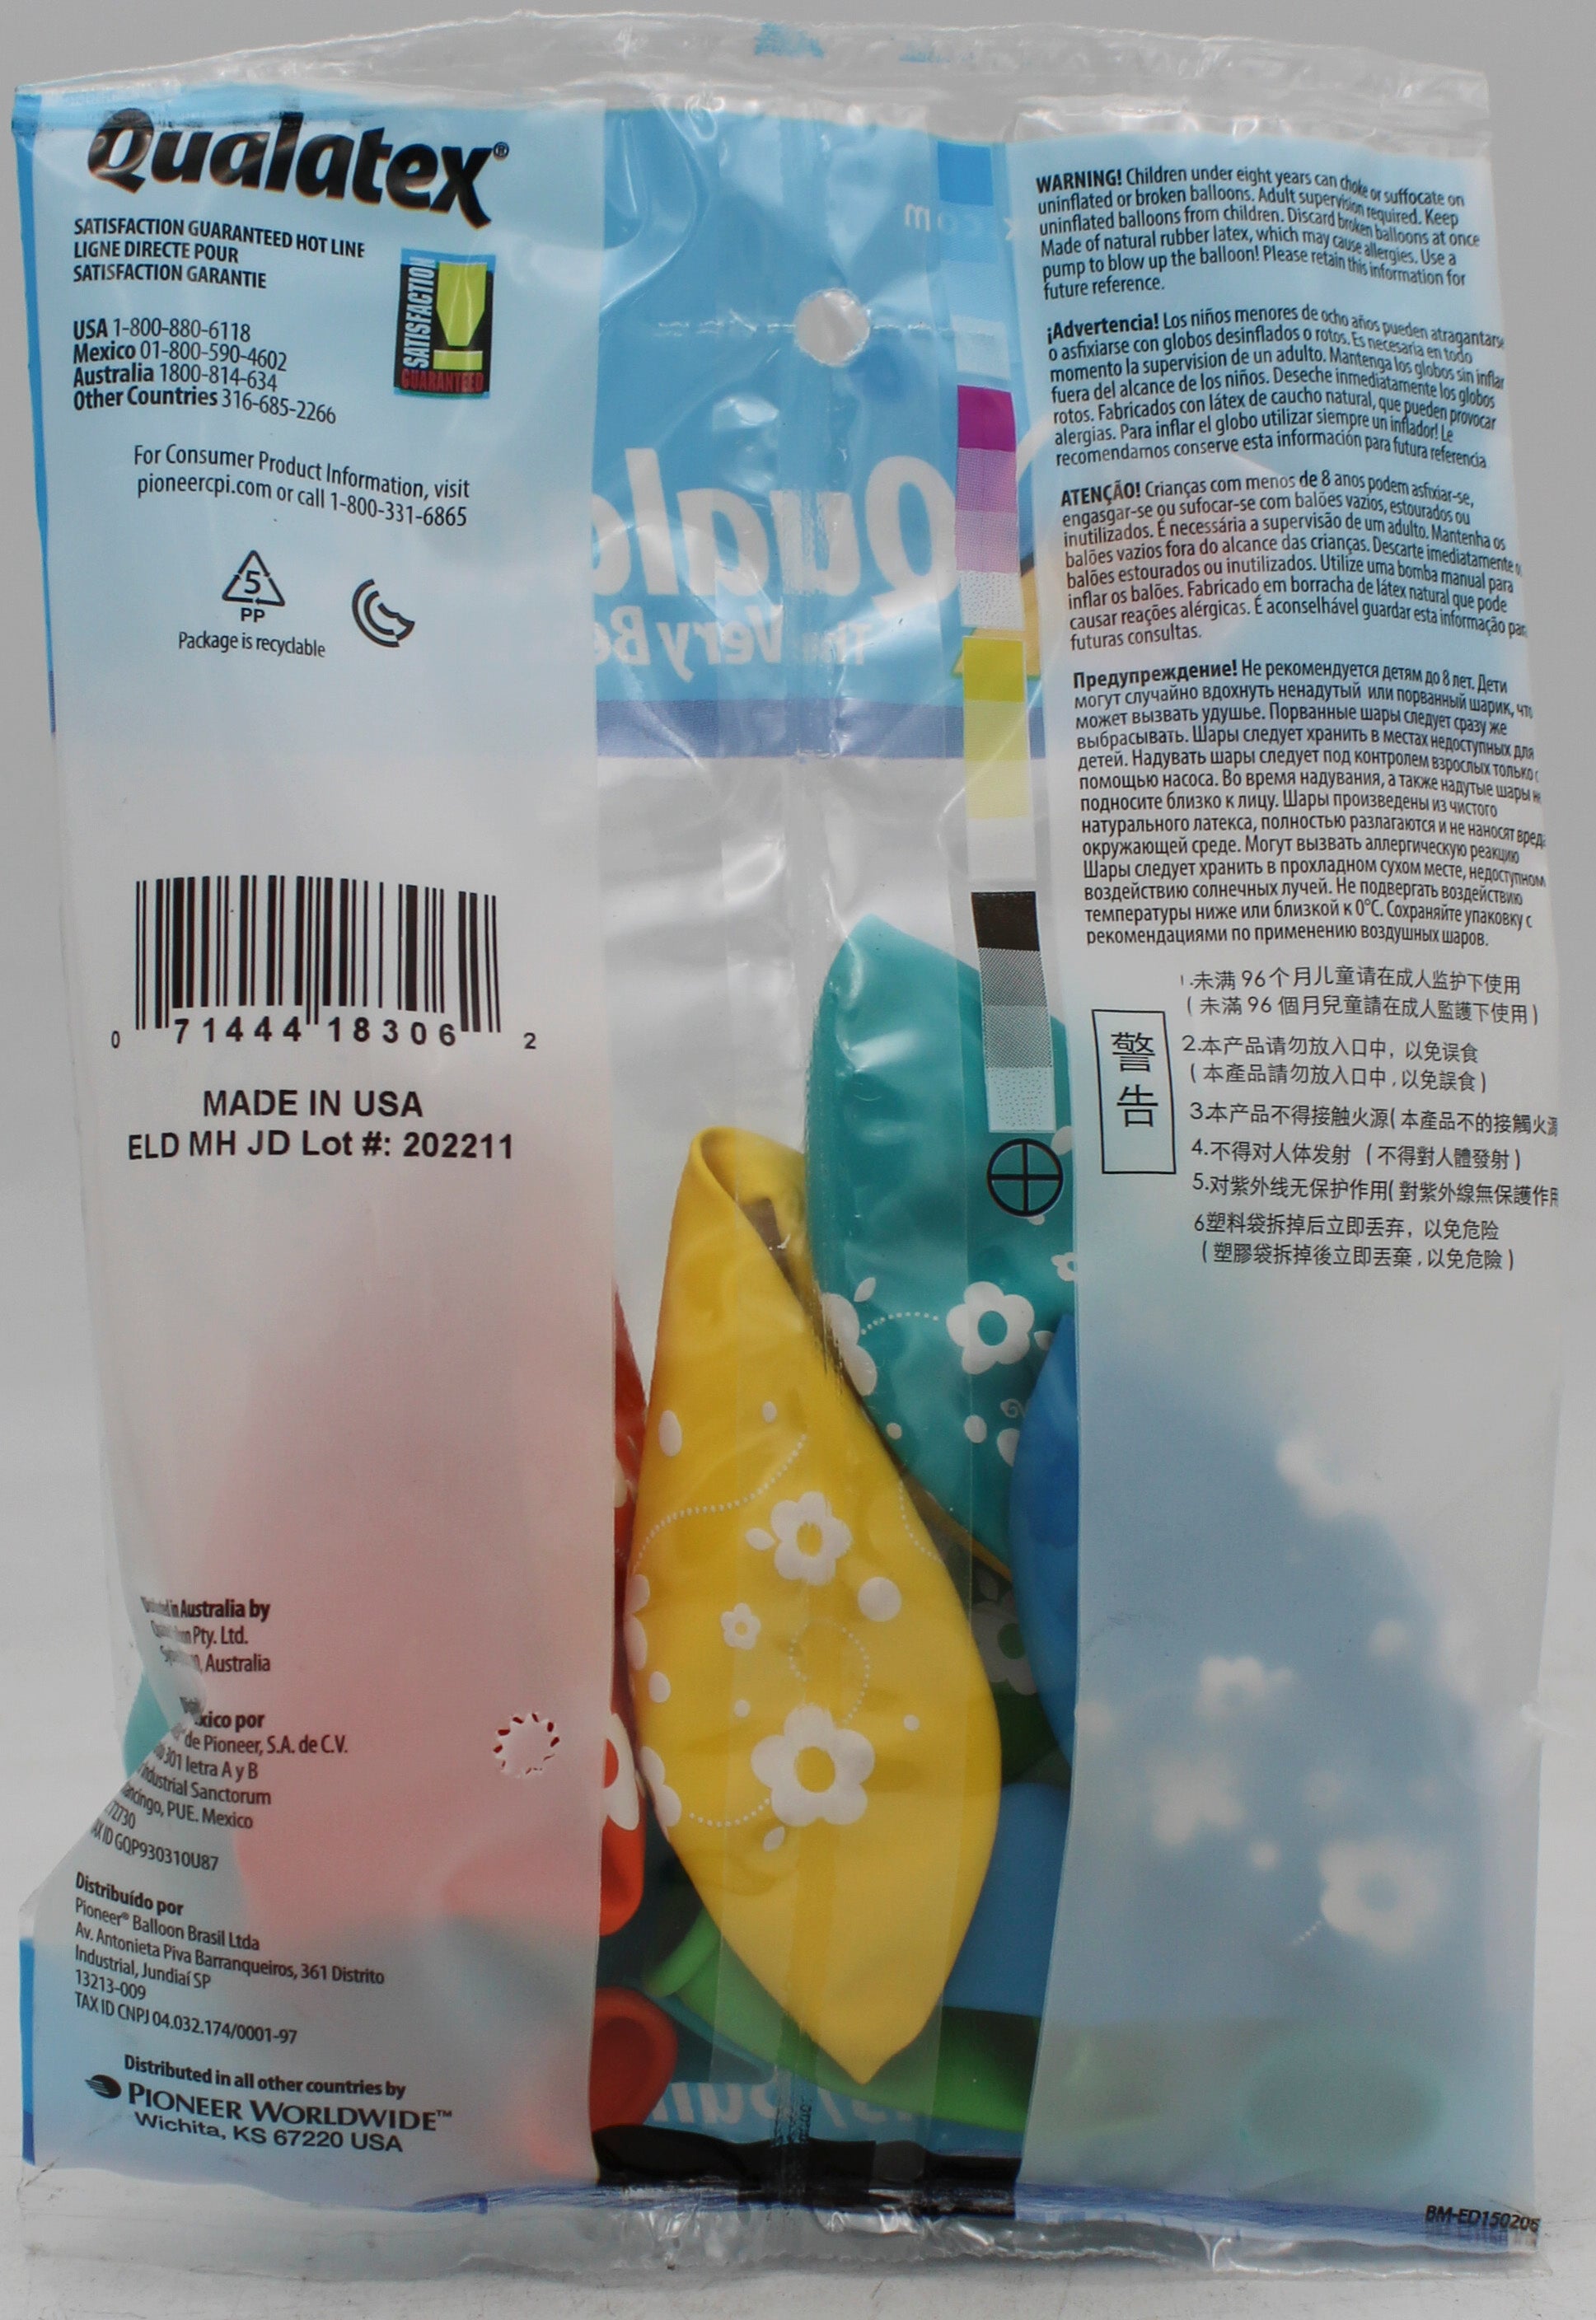 Qualatex®
SATISFACTION GUARANTEED HOT LINE
LIGNE DIRECTE POUR
SATISFACTION GARANTIE
SATISFACTION
GUARANTEED
USA 1-800-880-6118
Mexico 01-800-590-4602
Australia 1800-814-634
Other Countries 316-685-2266
For Consumer Product Information, visit
pioneercpi.com or call 1-800-331-6865
5
PP
Package is recyclable
0 71444 18306 2
MADE IN USA
ELD MH JD Lot #: 202211
in Australia by
Pty. Ltd.
Australia
por
de Pioneer, S.A. de C.V.
301 letra A y B
Industrial Sanctorum
PUE. Mexico
72730
ID GQP930310U87
Distribuído por
Pioneer® Balloon Brasil Ltda
Av. Antonieta Piva Barranqueiros, 361 Distrito
Industrial, Jundiaí SP
13213-009
TAX ID CNPJ 04.032.174/0001-97
Distributed in all other countries by
PIONEER WORLDWIDE™
Wichita, KS 67220 USA
WARNING! Children under eight years can choke or suffocate on
uninflated or broken balloons. Adult supervision required. Keep
uninflated balloons from children. Discard broken balloons at once
Made of natural rubber latex, which may cause allergies. Use a
pump to blow up the balloon! Please retain this information for
future reference.
¡Advertencia! Los niños menores de ocho años pueden atragantarse
o asfixiarse con globos desinflados o rotos. Es necesaria en todo
momento la supervision de un adulto. Mantenga los globos sin inflar
fuera del alcance de los niños. Deseche inmediatamente los globos
rotos. Fabricados con látex de caucho natural, que pueden provocar
alergias. Para inflar el globo utilizar siempre un inflador! Le
recomendamos conserve esta información para futura referencia
ATENÇÃO! Crianças com menos de 8 anos podem asfixiar-se,
engasgar-se ou sufocar-se com balões vazios, estourados ou
inutilizados. É necessária a supervisão de um adulto. Mantenha os
balões vazios fora do alcance das crianças. Descarte imediatamente o
balões estourados ou inutilizados. Utilize uma bomba manual para
inflar os balões. Fabricado em borracha de látex natural que pode
causar reações alérgicas. É aconselhável guardar esta informação par
futuras consultas.
Предупреждение! Не рекомендуется детям до 8 лет. Дети
могут случайно вдохнуть ненадутый или порванный шарик, что
может вызвать удушье. Порванные шары следует сразу же
выбрасывать. Шары следует хранить в местах недоступных для
детей. Надувать шары следует под контролем взрослых только с
помощью насоса. Во время надувания, а также надутые шары н
подносите близко к лицу. Шары произведены из чистого
натурального латекса, полностью разлагаются и не наносят вред
окружающей среде. Могут вызвать аллергическую реакцию
Шары следует хранить в прохладном сухом месте, недоступном
воздействию солнечных лучей. Не подвергать воздействию
температуры ниже или близкой к 0°С. Сохраняйте упаковку с
рекомендациями по применению воздушных шаров.
警告
1.未满 96个月儿童请在成人监护下使用
(未滿 96 個月兒童請在成人監護下使用)
2.本产品请勿放入口中，以免误食
(本產品請勿放入口中,以免誤食)
3.本产品不得接触火源(本產品不的接觸火源
4.不得对人体发射 (不得對人體發射)
5.对紫外线无保护作用(對紫外線無保護作用
6塑料袋拆掉后立即丢弃，以免危险
(塑膠袋拆掉後立即丟棄,以免危險)
BM-ED150206